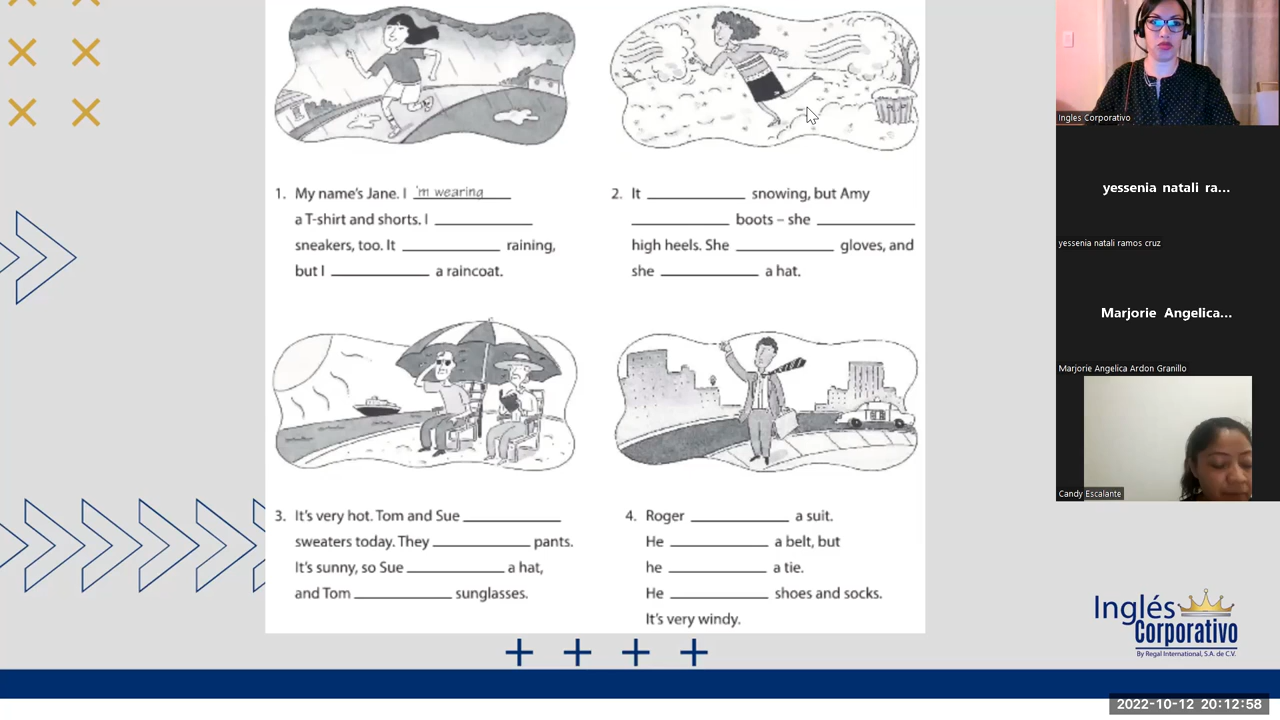 1. My name's Jane. I 'm wearing
a T-shirt and shorts. I
sneakers, too. It raining,
but I a raincoat.
2. It snowing, but Amy
boots – she
high heels. She gloves, and
she a hat.
3. It's very hot. Tom and Sue
sweaters today. They pants.
It's sunny, so Sue a hat,
and Tom sunglasses.
4. Roger a suit.
He a belt, but
he a tie.
He shoes and socks.
It's very windy.
Ingles Corporativo
yessenia natali ra...
yessenia natali ramos cruz
Marjorie Angelica...
Marjorie Angelica Ardon Granillo
Candy Escalante
Inglés
Corporativo
By Regal International, S.A. de C.V.
2022-10-12 20:12:58